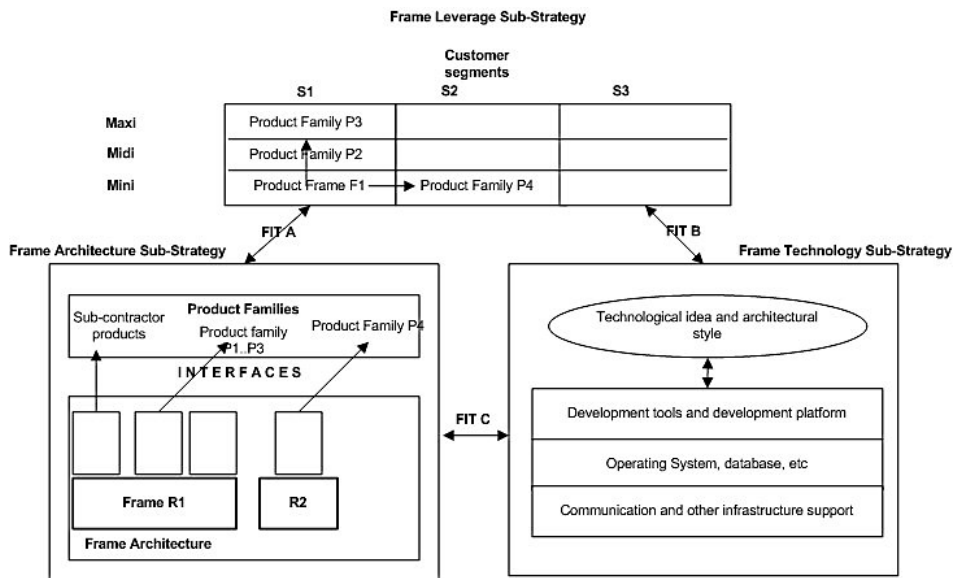 Frame Leverage Sub-Strategy
Customer
segments
S1 S2 S3
Maxi Product Family P3
Midi Product Family P2
Mini Product Frame F1 Product Family P4
FIT A FIT B
Frame Architecture Sub-Strategy Frame Technology Sub-Strategy
Product Families
Sub-contractor
products
Product family
P1..P3
Product Family P4
INTERFACES
Frame R1 R2
Frame Architecture
FIT C
Technological idea and architectural
style
Development tools and development platform
Operating System, database, etc
Communication and other infrastructure support